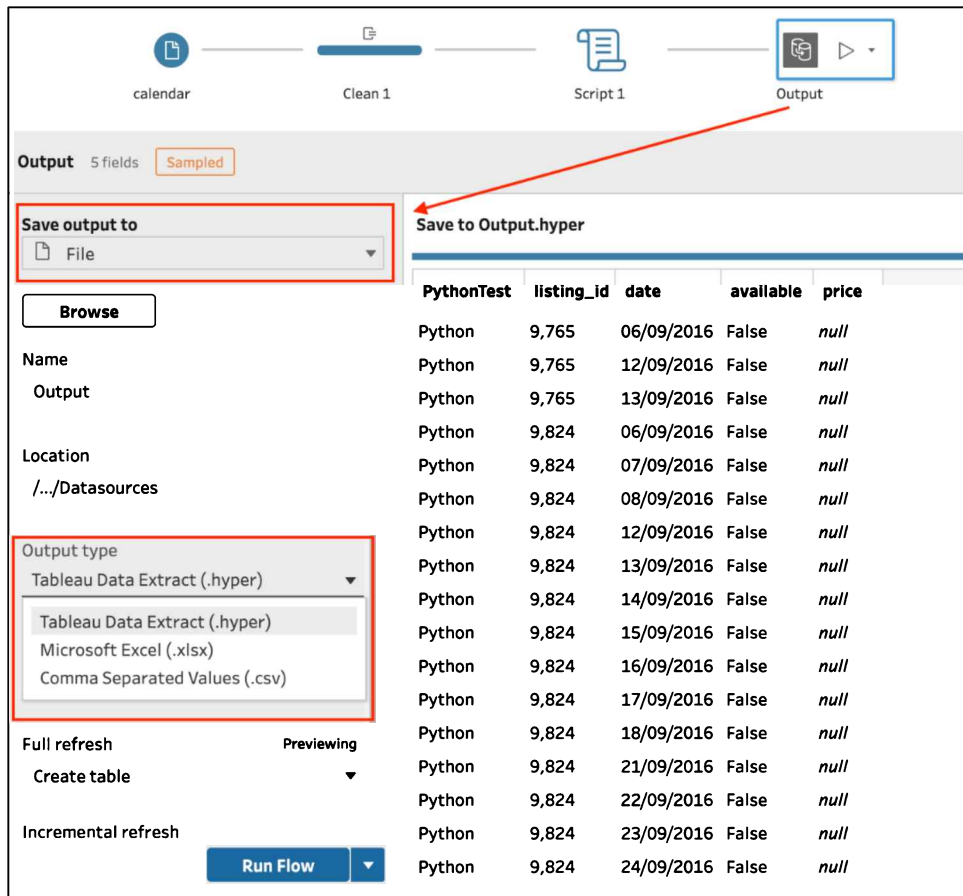 calendar
Clean 1
Script 1
Output
Output 5 fields Sampled
Save output to
File
Browse
Name
Output
Location
/.../Datasources
Output type
Tableau Data Extract (.hyper)
Tableau Data Extract (.hyper)
Microsoft Excel (.xlsx)
Comma Separated Values (.csv)
Full refresh Previewing
Create table
Incremental refresh
Run Flow
Save to Output.hyper
PythonTest listing_id date available price
Python 9,765 06/09/2016 False null
Python 9,765 12/09/2016 False null
Python 9,765 13/09/2016 False null
Python 9,824 06/09/2016 False null
Python 9,824 07/09/2016 False null
Python 9,824 08/09/2016 False null
Python 9,824 12/09/2016 False null
Python 9,824 13/09/2016 False null
Python 9,824 14/09/2016 False null
Python 9,824 15/09/2016 False null
Python 9,824 16/09/2016 False null
Python 9,824 17/09/2016 False null
Python 9,824 18/09/2016 False null
Python 9,824 21/09/2016 False null
Python 9,824 22/09/2016 False null
Python 9,824 23/09/2016 False null
Python 9,824 24/09/2016 False null